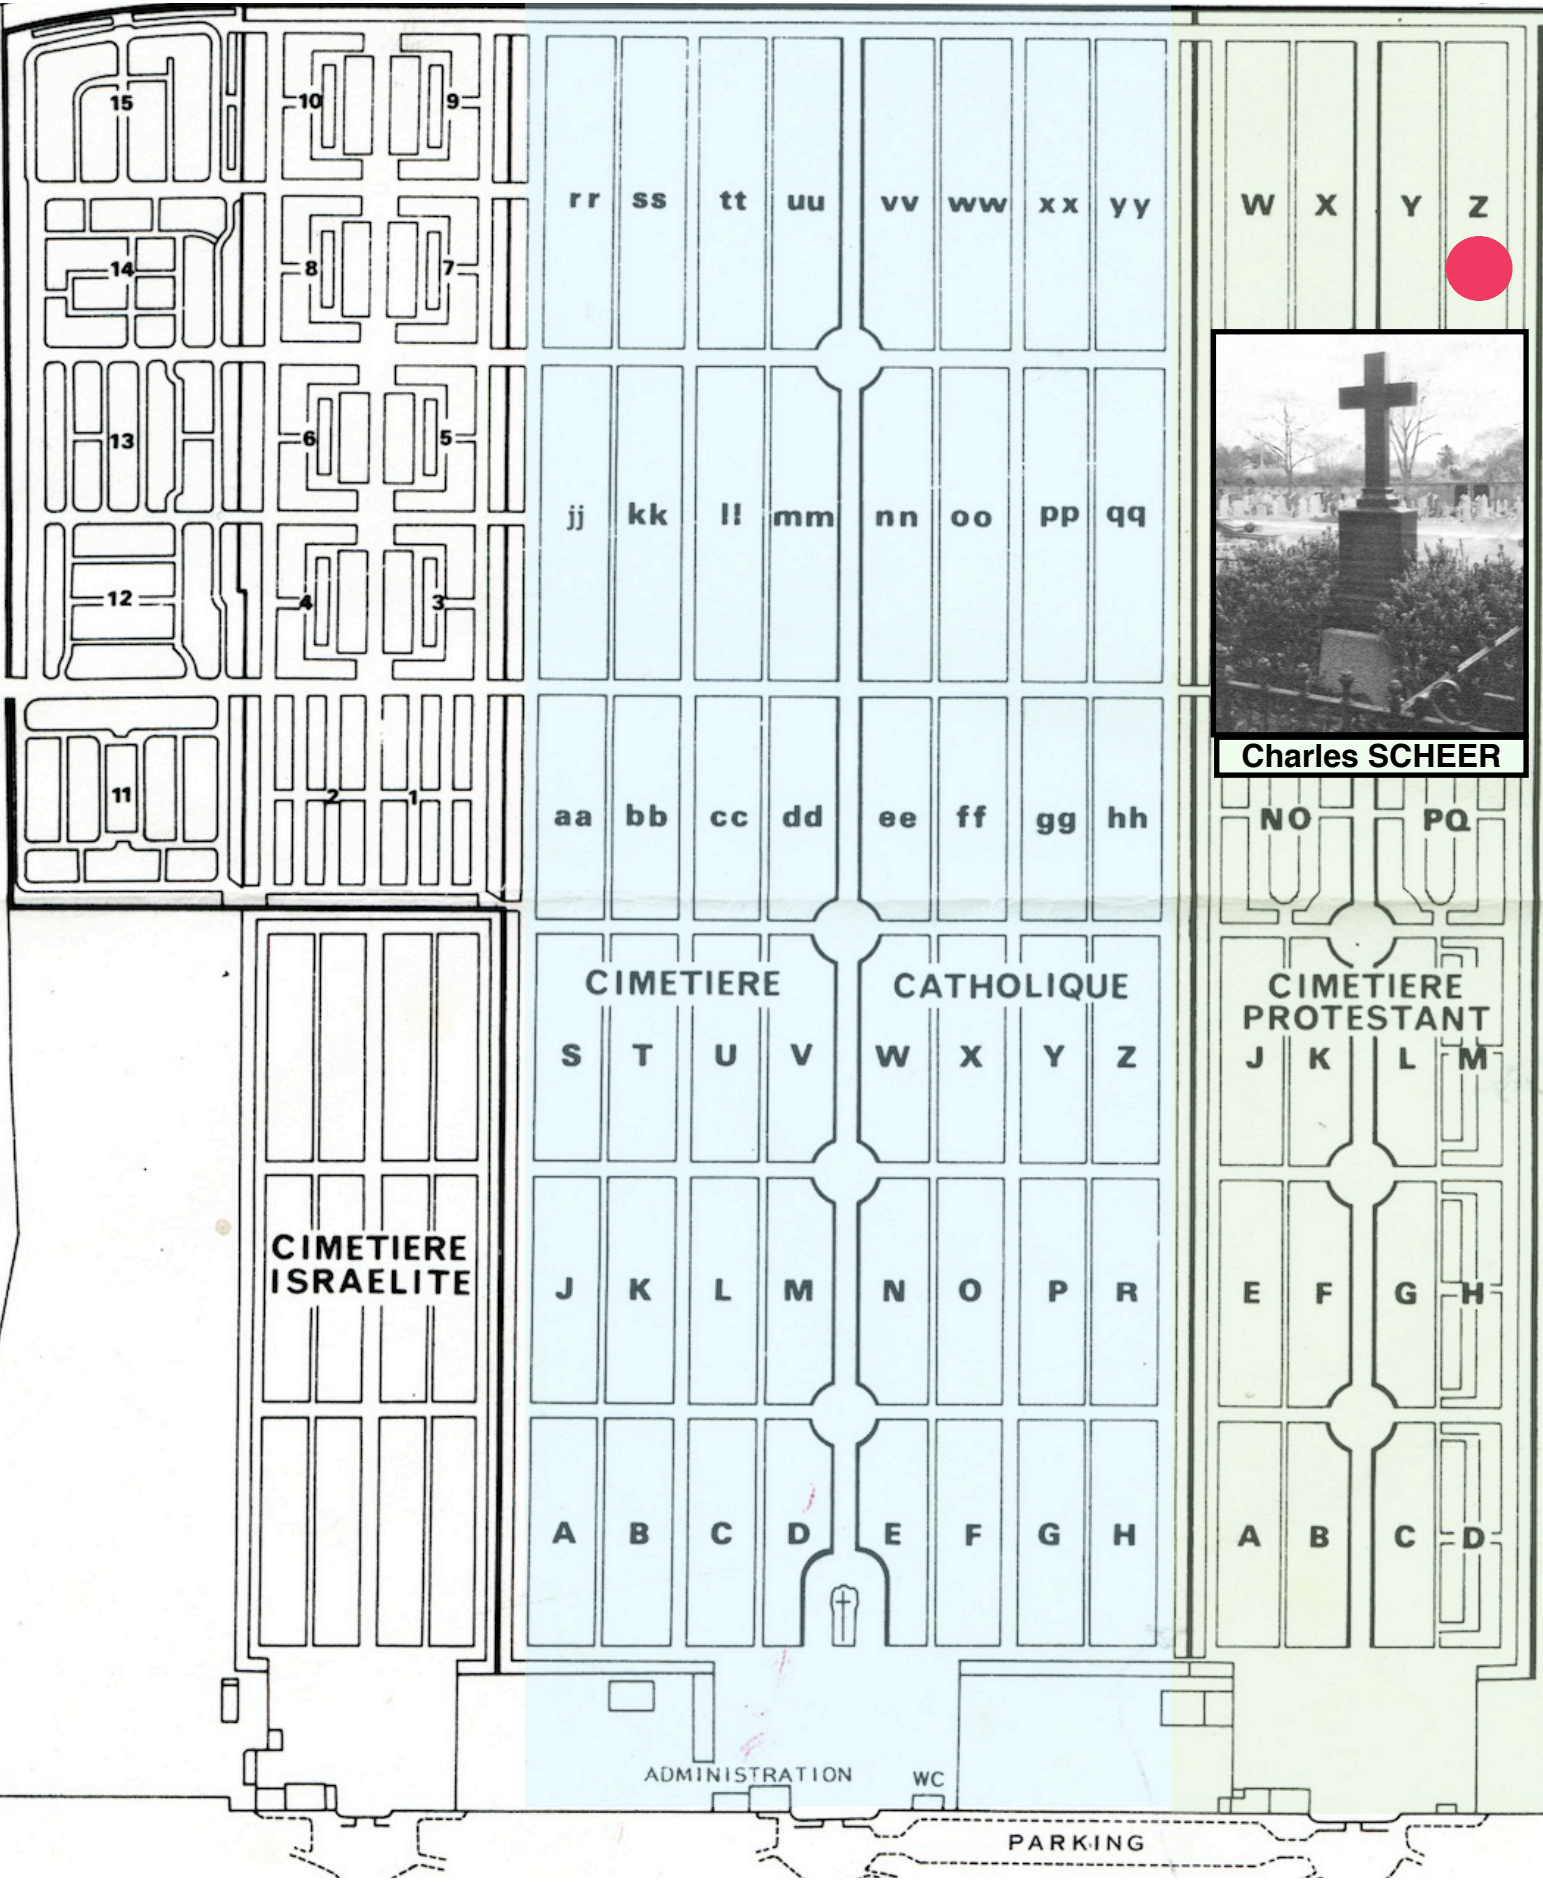 15
10
9
rr ss tt uu vv ww xx yy
W X Y Z
14
8
7
13
6
5
jj kk ll mm nn oo pp qq
12
4
3
Charles SCHEER
11
2
1
aa bb cc dd ee ff gg hh
NO PQ
CIMETIERE CATHOLIQUE
CIMETIERE
PROTESTANT
S T U V W X Y Z
J K L M
CIMETIERE
ISRAELITE
J K L M N O P R
E F G H
A B C D E F G H
A B C D
ADMINISTRATION
WC
PARKING